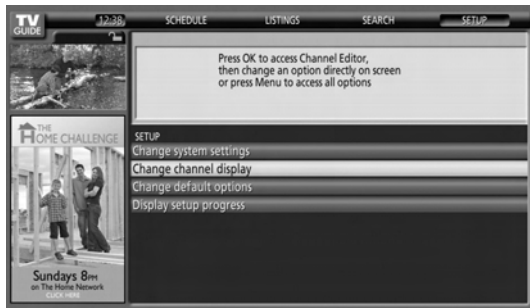 TV
GUIDE
12:38
SCHEDULE
LISTINGS
SEARCH
SETUP
Press OK to access Channel Editor,
then change an option directly on screen
or press Menu to access all options
THE
HOME CHALLENGE
Sundays 8PM
on The Home Network
CLICK HERE
SETUP
Change system settings
Change channel display
Change default options
Display setup progress